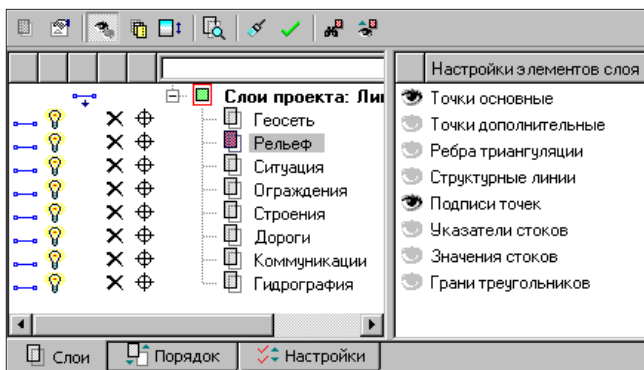 Слои проекта: Ли
Геосеть
Рельеф
Ситуация
Ограждения
Строения
Дороги
Коммуникации
Гидрография
Настройки элементов слоя
Точки основные
Точки дополнительные
Ребра триангуляции
Структурные линии
Подписи точек
Указатели стоков
Значения стоков
Грани треугольников
Слои
Порядок
Настройки